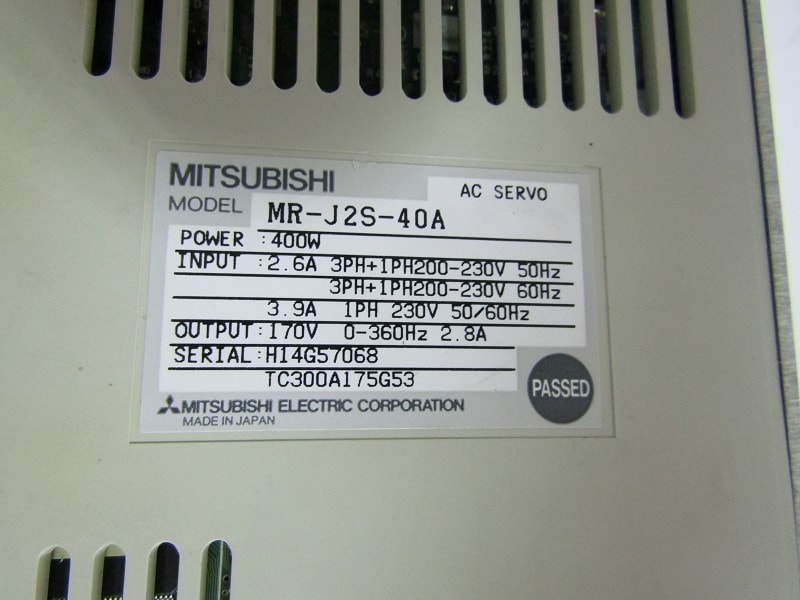 MITSUBISHI
AC SERVO
MODEL MR-J2S-40A
POWER :400W
INPUT :2.6A 3PH+1PH200-230V 50Hz
3PH+1PH200-230V 60Hz
3.9A 1PH 230V 50/60Hz
OUTPUT:170V 0-360Hz 2.8A
SERIAL:H14G57068
TC300A175G53
PASSED
MITSUBISHI ELECTRIC CORPORATION
MADE IN JAPAN